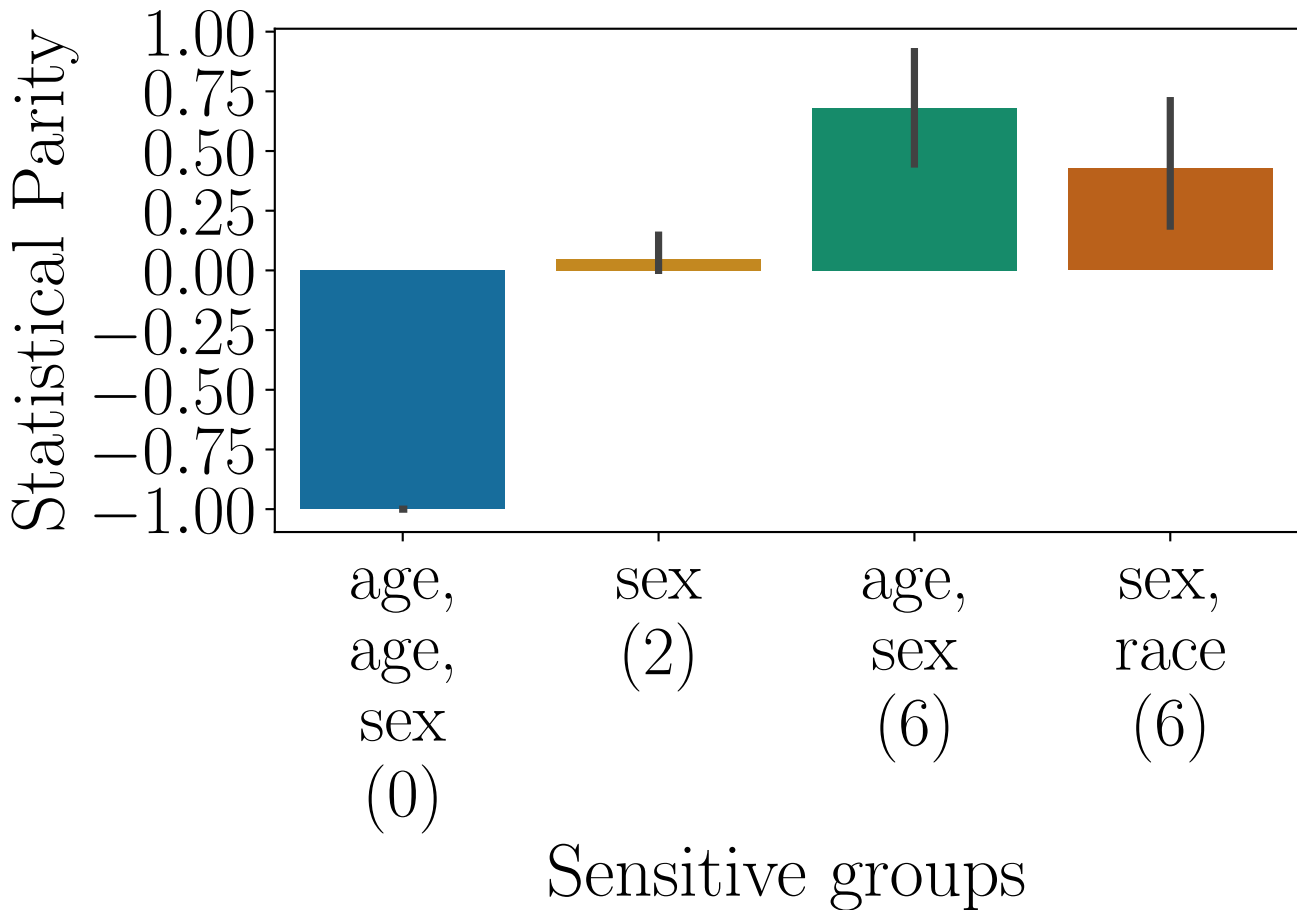 Statistical Parity
1.00
0.75
0.50
0.25
0.00
−0.25
−0.50
−0.75
−1.00
age,
age,
sex
(0)
sex
(2)
age,
sex
(6)
sex,
race
(6)
Sensitive groups